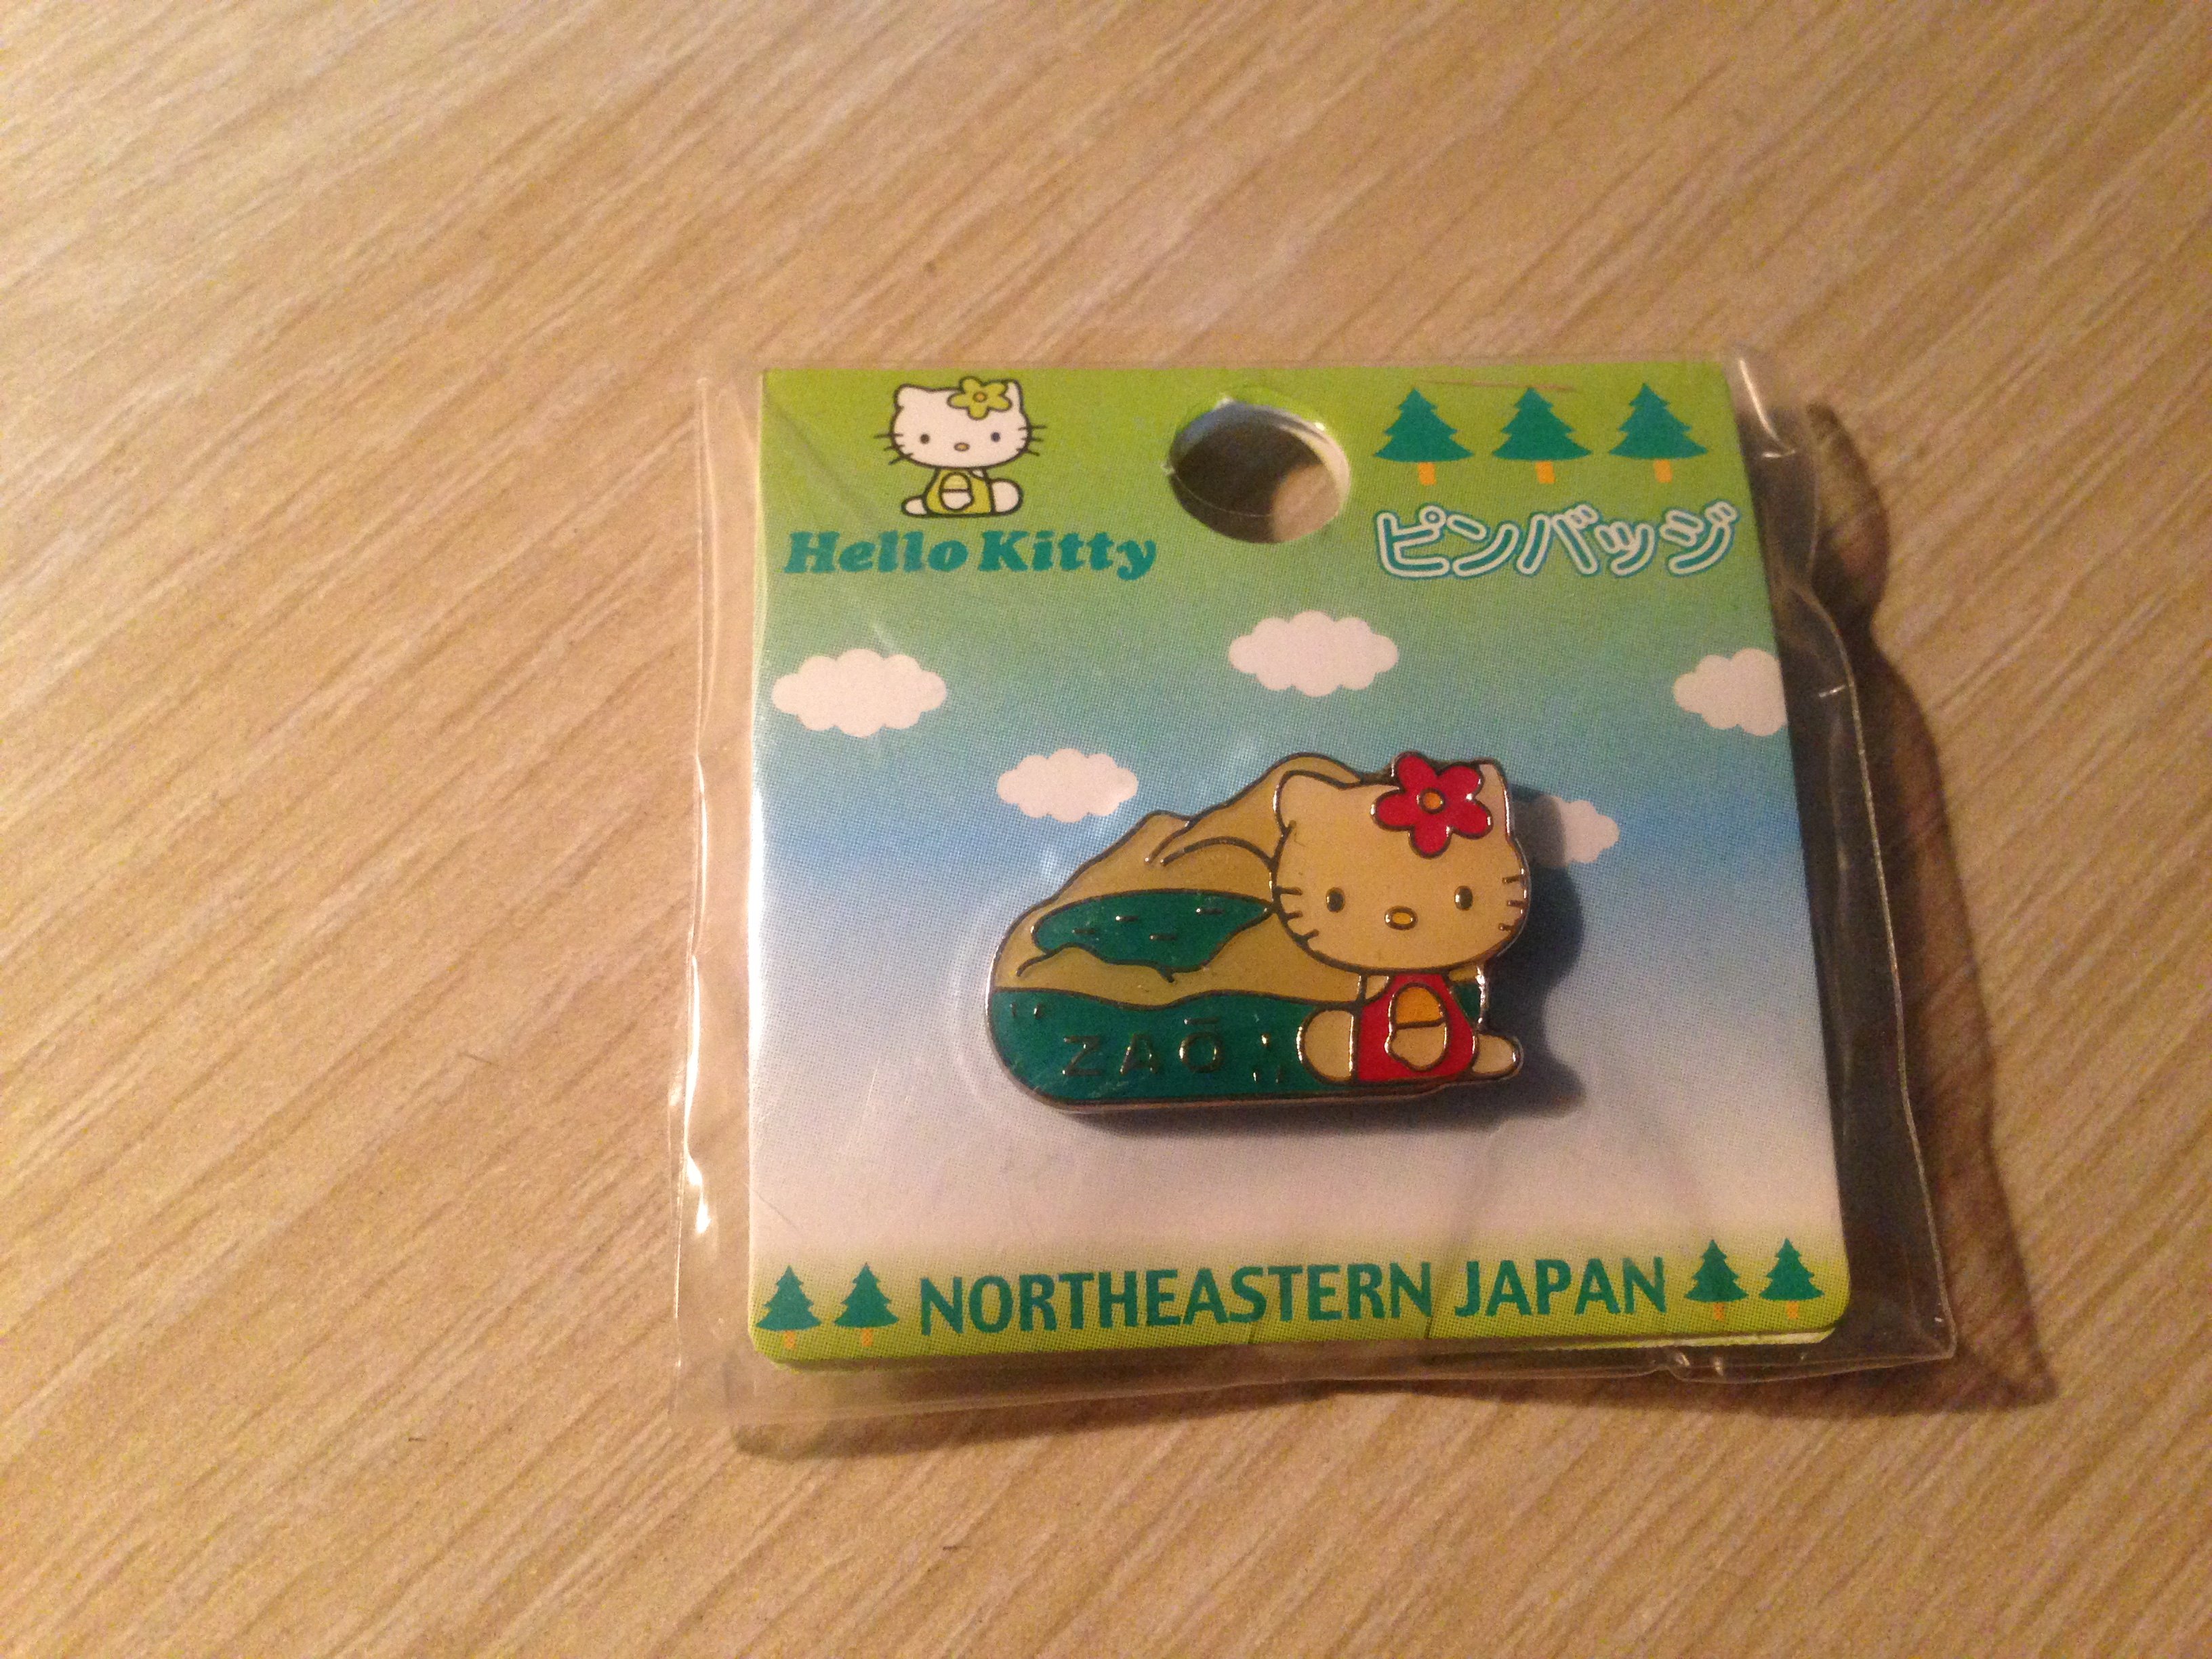 Hello Kitty
ピンバッジ
ZAŌ
NORTHEASTERN JAPAN